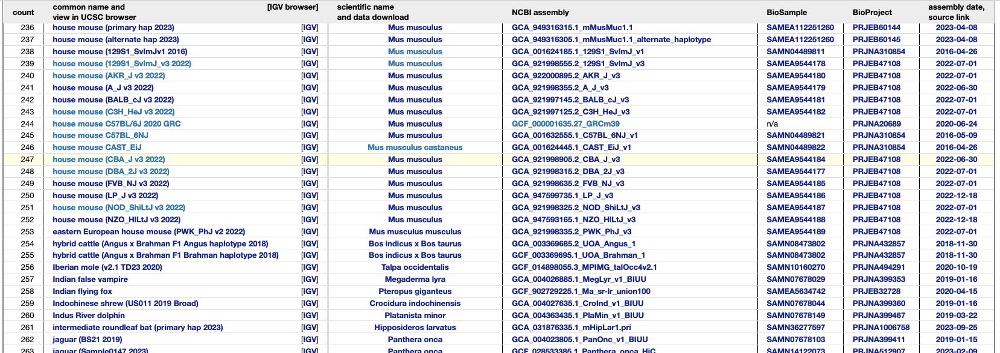 count common name and view in UCSC browser [IGV browser] scientific name and data download NCBI assembly BioSample BioProject assembly date, source link
236 house mouse (primary hap 2023) [IGV] Mus musculus GCA_949316315.1_mMusMuc1.1 SAMEA112251260 PRJEB60144 2023-04-08
237 house mouse (alternate hap 2023) [IGV] Mus musculus GCA_949316305.1_mMusMuc1.1_alternate_haplotype SAMEA112251260 PRJEB60145 2023-04-08
238 house mouse (129S1_SvImJv1 2016) [IGV] Mus musculus GCA_001624185.1_129S1_SvImJ_v1 SAMN04489811 PRJNA310854 2016-04-26
239 house mouse (129S1_SvImJ_v3 2022) [IGV] Mus musculus GCA_921998555.2_129S1_SvImJ_v3 SAMEA9544178 PRJEB47108 2022-07-01
240 house mouse (AKR_J v3 2022) [IGV] Mus musculus GCA_922000895.2_AKR_J_v3 SAMEA9544180 PRJEB47108 2022-07-01
241 house mouse (A_J v3 2022) [IGV] Mus musculus GCA_921998355.2_A_J_v3 SAMEA9544179 PRJEB47108 2022-06-30
242 house mouse (BALB_cJ v3 2022) [IGV] Mus musculus GCA_921997145.2_BALB_cJ_v3 SAMEA9544181 PRJEB47108 2022-07-01
243 house mouse (C3H_HeJ v3 2022) [IGV] Mus musculus GCA_921997125.2_C3H_HeJ_v3 SAMEA9544182 PRJEB47108 2022-07-01
244 house mouse C57BL/6J 2020 GRC [IGV] Mus musculus GCF_000001635.27_GRCm39 n/a PRJNA20689 2020-06-24
245 house mouse C57BL_6NJ [IGV] Mus musculus GCA_001632555.1_C57BL_6NJ_v1 SAMN04489821 PRJNA310854 2016-05-09
246 house mouse CAST_EiJ [IGV] Mus musculus castaneus GCA_001624445.1_CAST_EiJ_v1 SAMN04489822 PRJNA310854 2016-04-26
247 house mouse (CBA_J v3 2022) [IGV] Mus musculus GCA_921998905.2_CBA_J_v3 SAMEA9544184 PRJEB47108 2022-06-30
248 house mouse (DBA_2J v3 2022) [IGV] Mus musculus GCA_921998315.2_DBA_2J_v3 SAMEA9544177 PRJEB47108 2022-07-01
249 house mouse (FVB_NJ v3 2022) [IGV] Mus musculus GCA_921998635.2_FVB_NJ_v3 SAMEA9544185 PRJEB47108 2022-07-01
250 house mouse (LP_J v3 2022) [IGV] Mus musculus GCA_947599735.1_LP_J_v3 SAMEA9544186 PRJEB47108 2022-12-18
251 house mouse (NOD_ShiLtJ v3 2022) [IGV] Mus musculus GCA_921998325.2_NOD_ShiLtJ_v3 SAMEA9544187 PRJEB47108 2022-07-01
252 house mouse (NZO_HlLtJ v3 2022) [IGV] Mus musculus GCA_947593165.1_NZO_HlLtJ_v3 SAMEA9544188 PRJEB47108 2022-12-18
253 eastern European house mouse (PWK_PhJ v2 2022) [IGV] Mus musculus musculus GCA_921998335.2_PWK_PhJ_v3 SAMEA9544189 PRJEB47108 2022-07-01
254 hybrid cattle (Angus x Brahman F1 Angus haplotype 2018) [IGV] Bos indicus x Bos taurus GCA_003369685.2_UOA_Angus_1 SAMN08473802 PRJNA432857 2018-11-30
255 hybrid cattle (Angus x Brahman F1 Brahman haplotype 2018) [IGV] Bos indicus x Bos taurus GCF_003369695.1_UOA_Brahman_1 SAMN08473802 PRJNA432857 2018-11-30
256 Iberian mole (v2.1 TD23 2020) [IGV] Talpa occidentalis GCF_014898055.3_MPIMG_talOcc4v2.1 SAMN10160270 PRJNA494291 2020-10-19
257 Indian false vampire [IGV] Megaderma lyra GCA_004026885.1_MegLyr_v1_BIUU SAMN07678029 PRJNA399353 2019-01-16
258 Indian flying fox [IGV] Pteropus giganteus GCF_902729225.1_Ma_sr-lr_union100 SAMEA5634742 PRJEB32728 2020-04-15
259 Indochinese shrew (US011 2019 Broad) [IGV] Crocidura indochinensis GCA_004027635.1_CroInd_v1_BIUU SAMN07678044 PRJNA399360 2019-01-16
260 Indus River dolphin [IGV] Platanista minor GCA_004363435.1_PlaMin_v1_BIUU SAMN07678149 PRJNA399467 2019-03-22
261 intermediate roundleaf bat (primary hap 2023) [IGV] Hipposideros larvatus GCA_031876335.1_mHipLar1.pri SAMN36277597 PRJNA1006758 2023-09-25
262 jaguar (BS21 2019) [IGV] Panthera onca GCA_004023805.1_PanOnc_v1_BIUU SAMN07678103 PRJNA399411 2019-01-15
263 jaguar (Sample0147 2023) [IGV] Panthera onca GCF_028533385.1_Panthera_onca_HiC SAMN14122073 PRJNA512907 2023-02-09